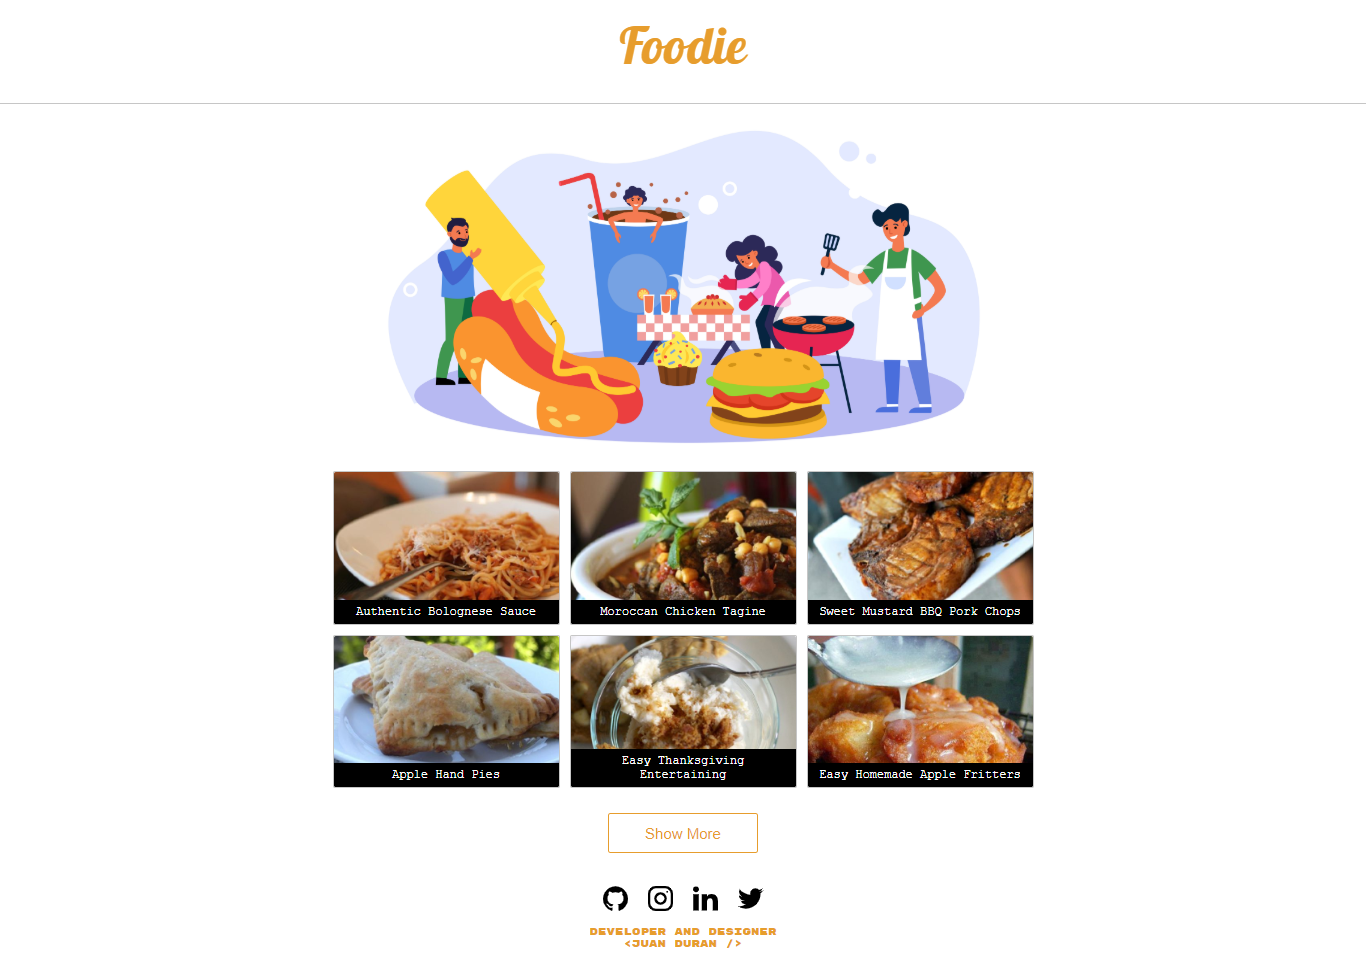 Foodie
Authentic Bolognese Sauce
Moroccan Chicken Tagine
Sweet Mustard BBQ Pork Chops
Apple Hand Pies
Easy Thanksgiving
Entertaining
Easy Homemade Apple Fritters
Show More
DEVELOPER AND DESIGNER
<JUAN DURAN />